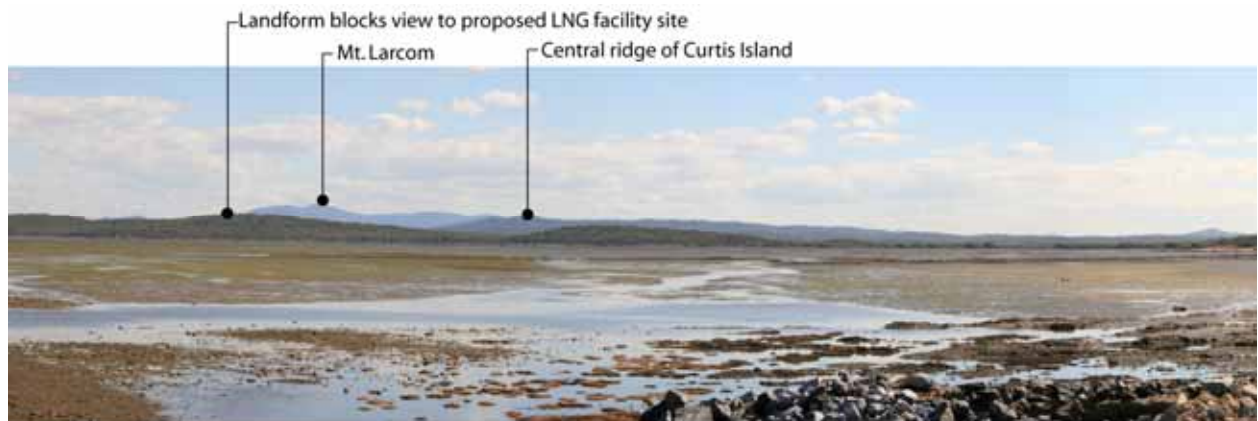 Landform blocks view to proposed LNG facility site
Mt. Larcom
Central ridge of Curtis Island